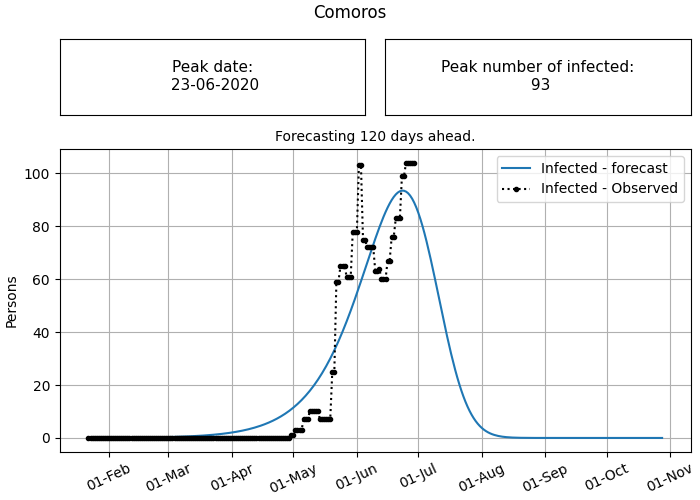 Comoros
Peak date:
23-06-2020
Peak number of infected:
93
Forecasting 120 days ahead.
Infected - forecast
Infected - Observed
Persons
100
80
60
40
20
0
01-Feb
01-Mar
01-Apr
01-May
01-Jun
01-Jul
01-Aug
01-Sep
01-Oct
01-Nov